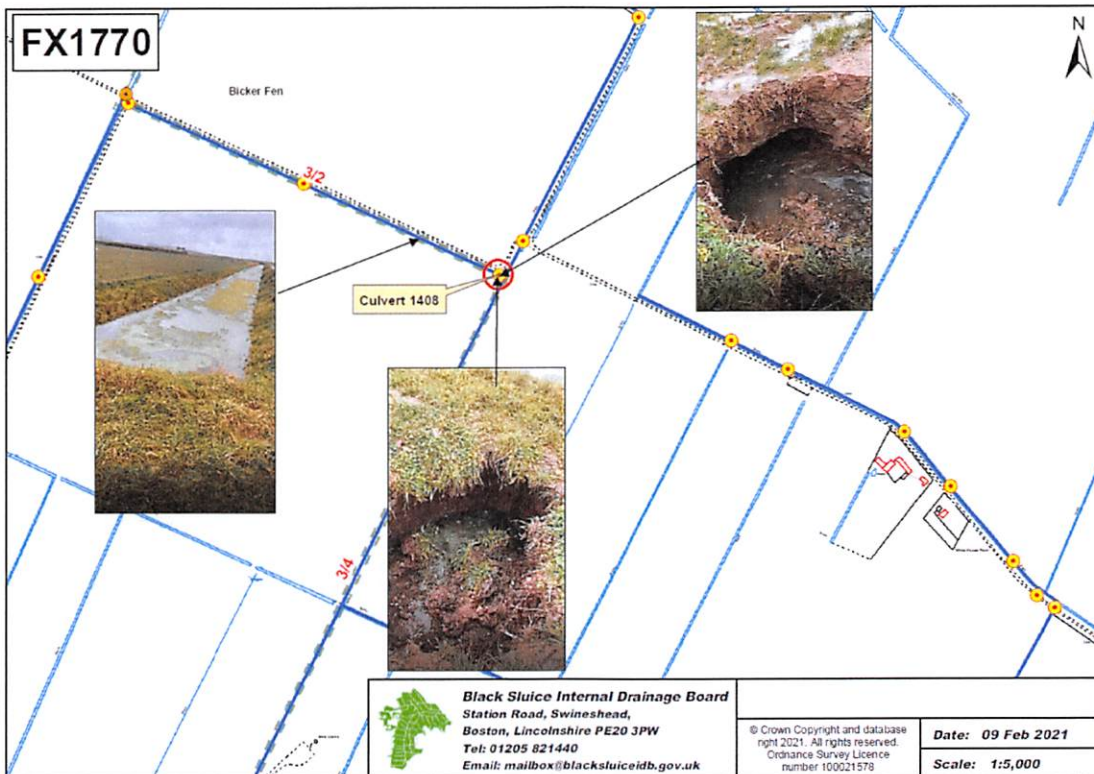 FX1770
N
Bicker Fen
3/2
Culvert 1408
3/4
Black Sluice Internal Drainage Board
Station Road, Swineshead,
Boston, Lincolnshire PE20 3PW
Tel: 01205 821440
Email: mailbox@blacksluiceidb.gov.uk
© Crown Copyright and database
right 2021. All rights reserved.
Ordnance Survey Licence
number 100021578
Date: 09 Feb 2021
Scale: 1:5,000